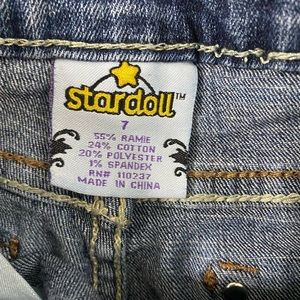 stardoll™
7
55% RAMIE
24% COTTON
20% POLYESTER
1% SPANDEX
RN# 110237
MADE IN CHINA